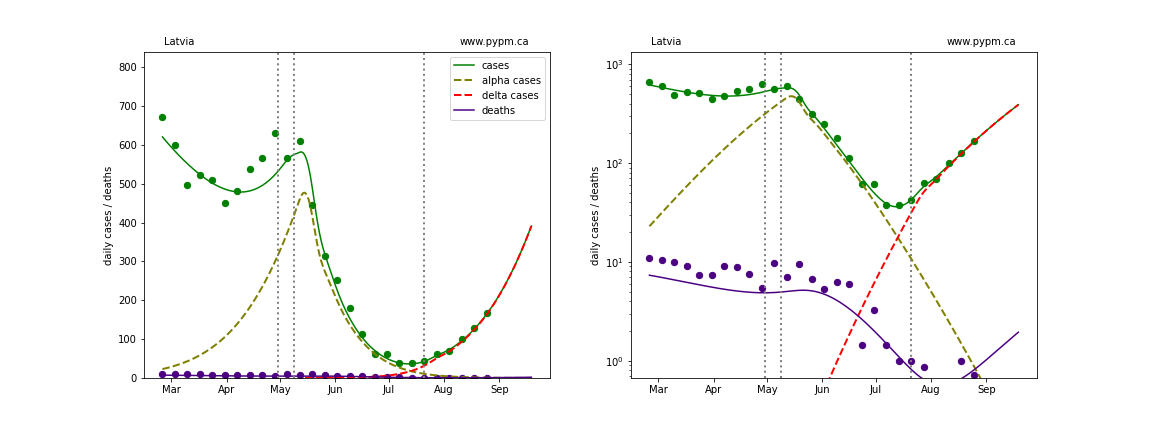 Latvia www.pypm.ca
800
700
600
500
400
300
200
100
0
daily cases / deaths
Mar Apr May Jun Jul Aug Sep
cases
alpha cases
delta cases
deaths
Latvia www.pypm.ca
10³
10²
10¹
10⁰
daily cases / deaths
Mar Apr May Jun Jul Aug Sep